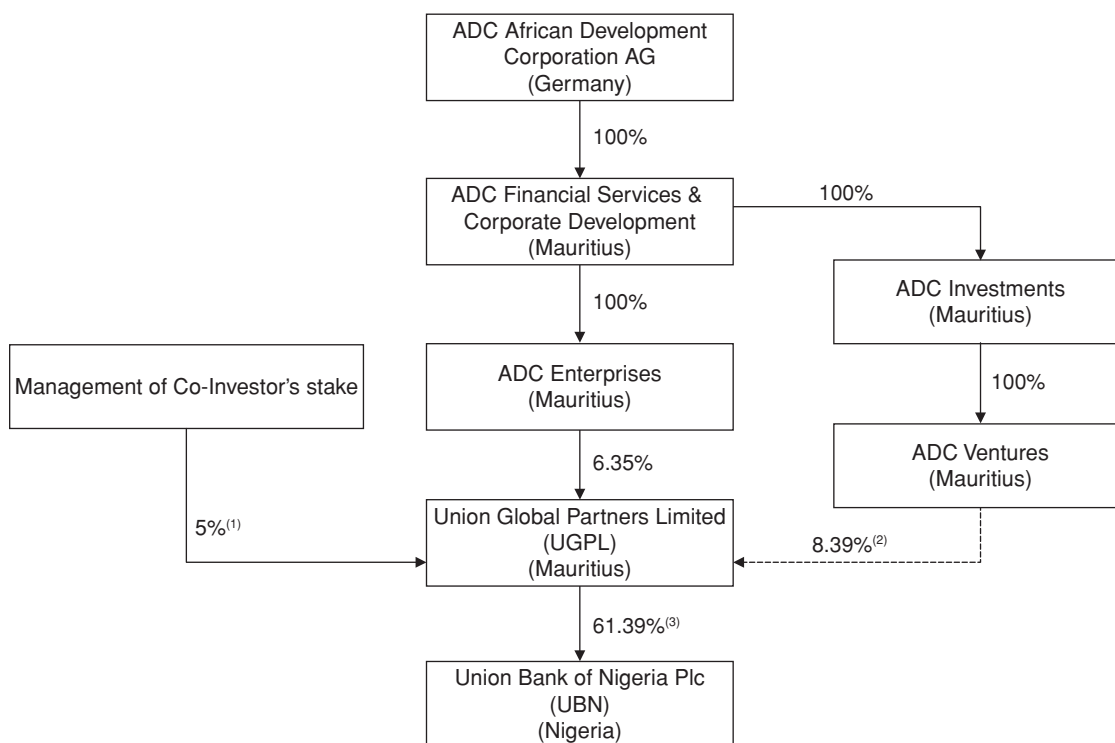 ADC African Development
Corporation AG
(Germany)
100%
ADC Financial Services &
Corporate Development
(Mauritius)
100%
100%
ADC Investments
(Mauritius)
Management of Co-Investor's stake
ADC Enterprises
(Mauritius)
100%
6.35%
ADC Ventures
(Mauritius)
5%(1)
Union Global Partners Limited
(UGPL)
(Mauritius)
8.39%(2)
61.39%(3)
Union Bank of Nigeria Plc
(UBN)
(Nigeria)